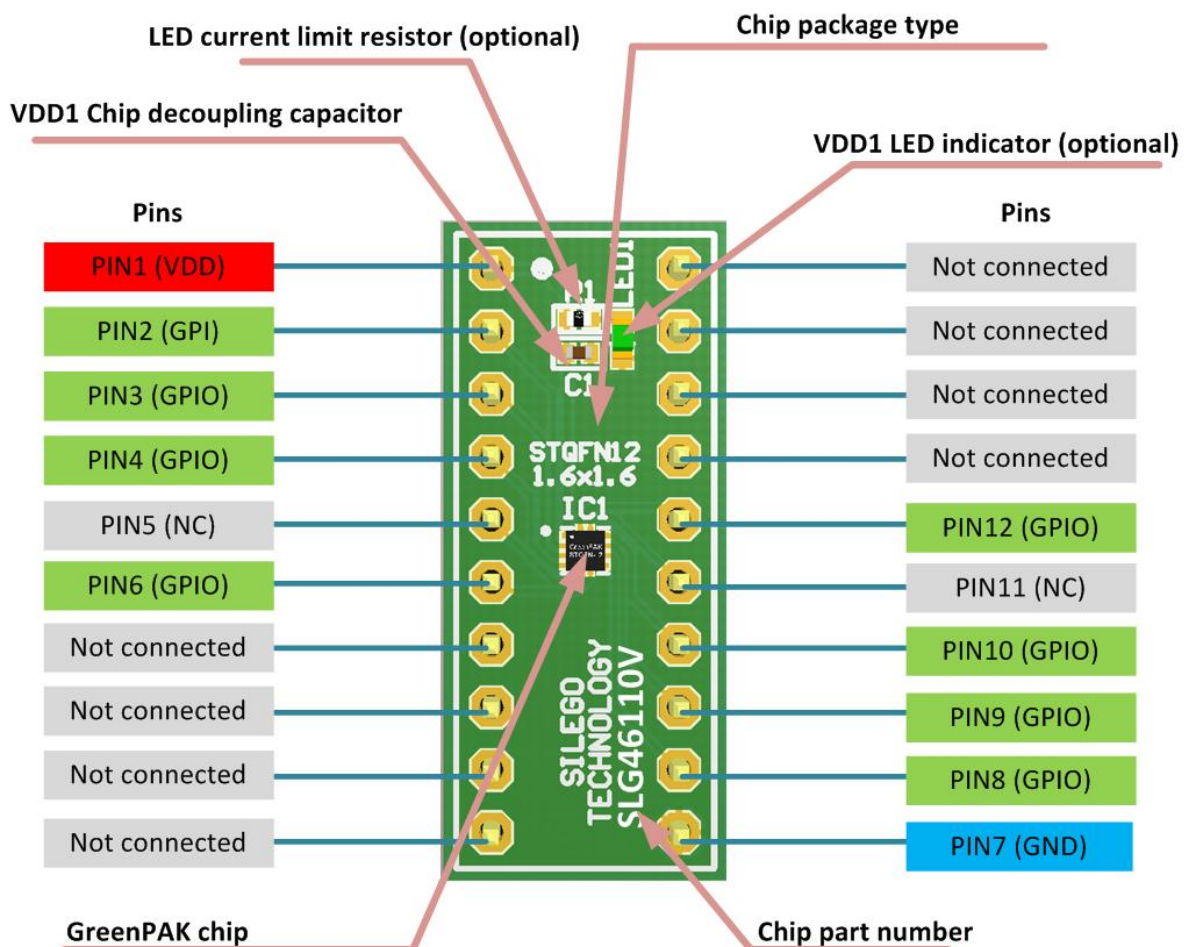 LED current limit resistor (optional)
Chip package type
VDD1 Chip decoupling capacitor
VDD1 LED indicator (optional)
Pins
PIN1 (VDD)
PIN2 (GPI)
PIN3 (GPIO)
PIN4 (GPIO)
PIN5 (NC)
PIN6 (GPIO)
Not connected
Not connected
Not connected
Not connected
LED1
R1
C1
STQFN12
1.6x1.6
IC1
GreenPAK
SILEGO
TECHNOLOGY
SLG46110V
Pins
Not connected
Not connected
Not connected
Not connected
PIN12 (GPIO)
PIN11 (NC)
PIN10 (GPIO)
PIN9 (GPIO)
PIN8 (GPIO)
PIN7 (GND)
GreenPAK chip
Chip part number